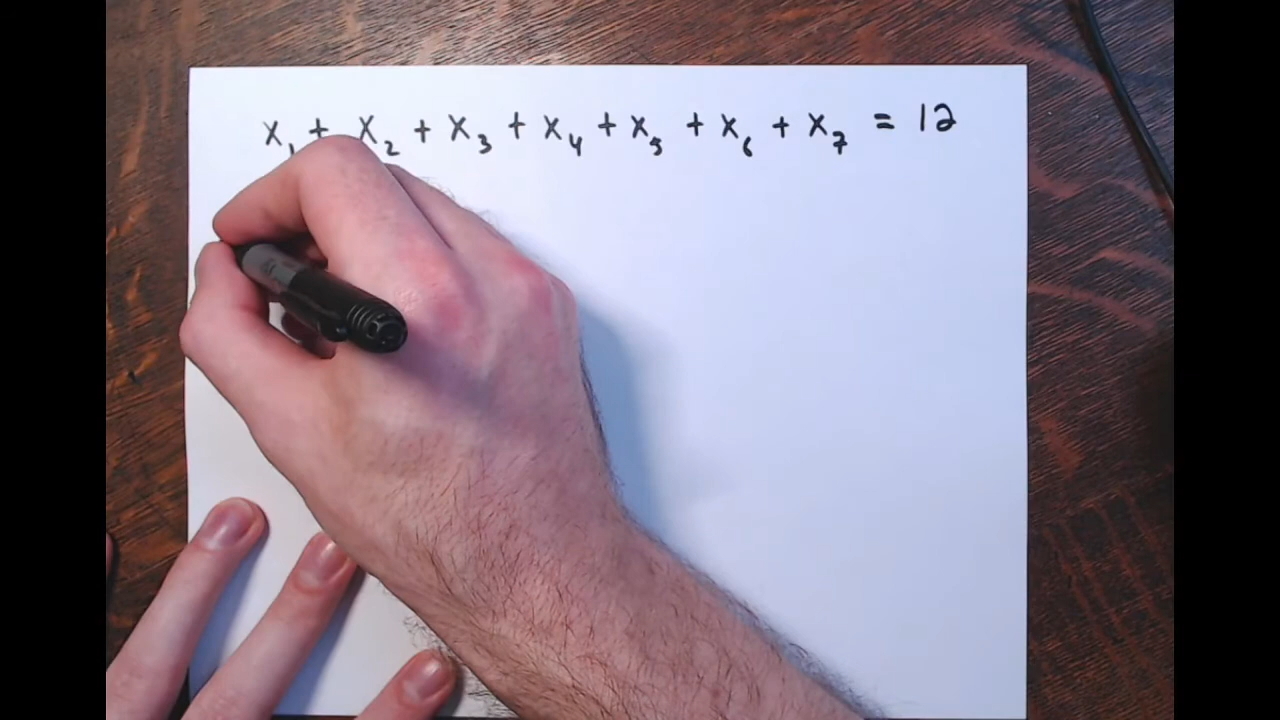 x₁ + x₂ + x₃ + x₄ + x₅ + x₆ + x₇ = 12